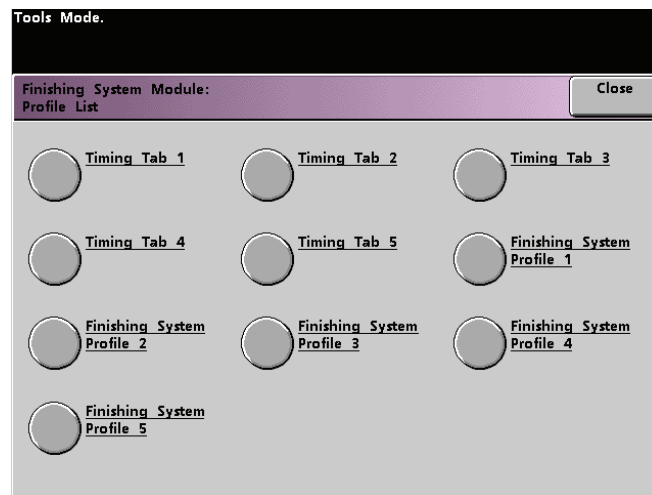 Tools Mode.
Finishing System Module:
Profile List
Close
Timing Tab 1
Timing Tab 2
Timing Tab 3
Timing Tab 4
Timing Tab 5
Finishing System
Profile 1
Finishing System
Profile 2
Finishing System
Profile 3
Finishing System
Profile 4
Finishing System
Profile 5